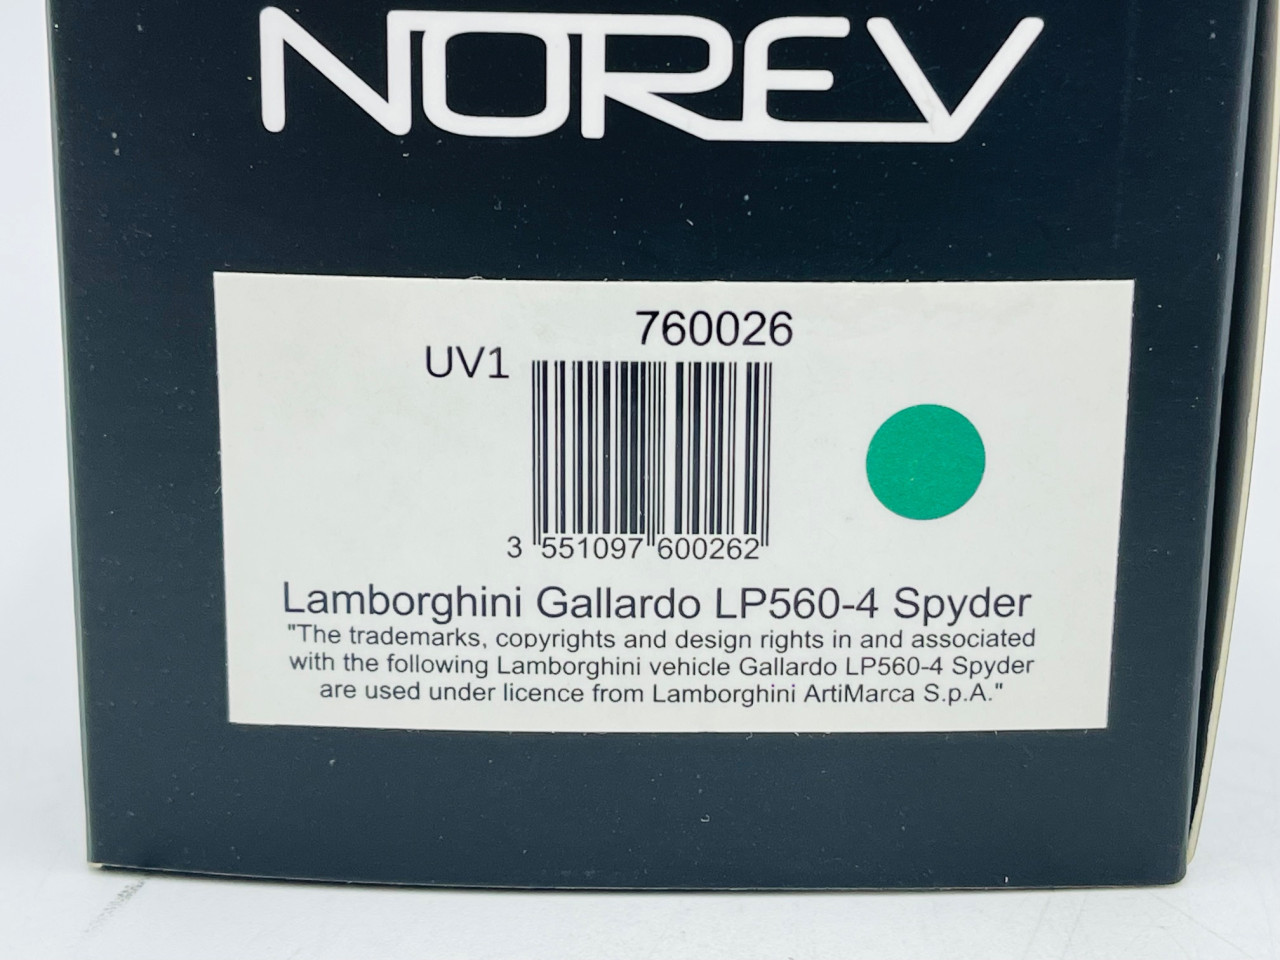 NOREV
760026
UV1
3 551097 600262
Lamborghini Gallardo LP560-4 Spyder
"The trademarks, copyrights and design rights in and associated
with the following Lamborghini vehicle Gallardo LP560-4 Spyder
are used under licence from Lamborghini ArtiMarca S.p.A."